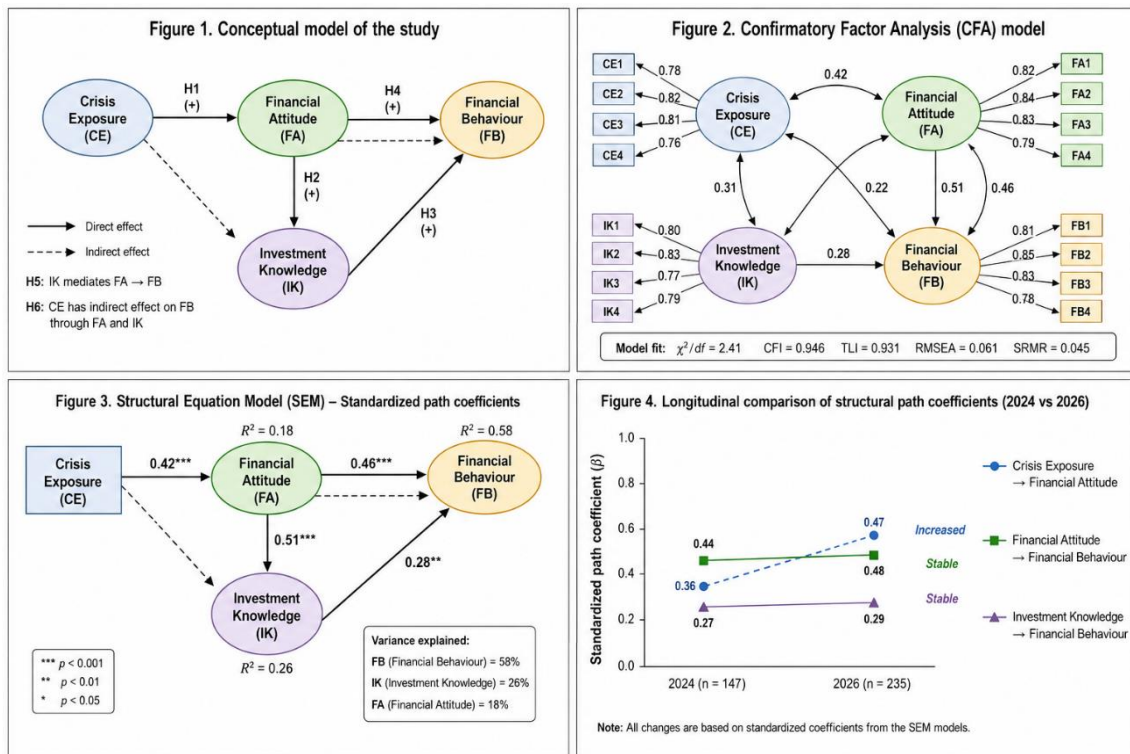 Figure 1. Conceptual model of the study
Crisis
Exposure
(CE)
H1
(+)
Financial
Attitude
(FA)
H4
(+)
Financial
Behaviour
(FB)
H2
(+)
H3
(+)
Direct effect
Indirect effect
Investment
Knowledge
(IK)
H5: IK mediates FA → FB
H6: CE has indirect effect on FB
through FA and IK
Figure 2. Confirmatory Factor Analysis (CFA) model
CE1
CE2
CE3
CE4
0.78
0.82
0.81
0.76
Crisis
Exposure
(CE)
0.42
Financial
Attitude
(FA)
0.82
0.84
0.83
0.79
FA1
FA2
FA3
FA4
0.31
0.22
0.51
0.46
IK1
IK2
IK3
IK4
0.80
0.83
0.77
0.79
Investment
Knowledge
(IK)
0.28
Financial
Behaviour
(FB)
0.81
0.85
0.83
0.78
FB1
FB2
FB3
FB4
Model fit: χ²/df = 2.41 CFI = 0.946 TLI = 0.931 RMSEA = 0.061 SRMR = 0.045
Figure 3. Structural Equation Model (SEM) – Standardized path coefficients
R² = 0.18
R² = 0.58
Crisis
Exposure
(CE)
0.42***
Financial
Attitude
(FA)
0.46***
Financial
Behaviour
(FB)
0.51***
0.28**
Investment
Knowledge
(IK)
R² = 0.26
*** p < 0.001
** p < 0.01
* p < 0.05
Variance explained:
FB (Financial Behaviour) = 58%
IK (Investment Knowledge) = 26%
FA (Financial Attitude) = 18%
Figure 4. Longitudinal comparison of structural path coefficients (2024 vs 2026)
Standardized path coefficient (β)
1.0
0.8
0.6
0.4
0.2
0.0
0.44
0.36
0.27
0.47
0.48
0.29
Increased
Stable
Stable
2024 (n = 147)
2026 (n = 235)
Crisis Exposure
→ Financial Attitude
Financial Attitude
→ Financial Behaviour
Investment Knowledge
→ Financial Behaviour
Note: All changes are based on standardized coefficients from the SEM models.